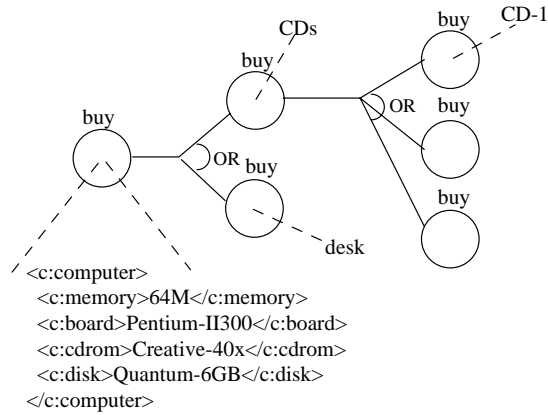 CDs
CD-1
buy
buy
buy
OR
buy
OR
buy
buy
desk
<c:computer>
<c:memory>64M</c:memory>
<c:board>Pentium-II300</c:board>
<c:cdrom>Creative-40x</c:cdrom>
<c:disk>Quantum-6GB</c:disk>
</c:computer>